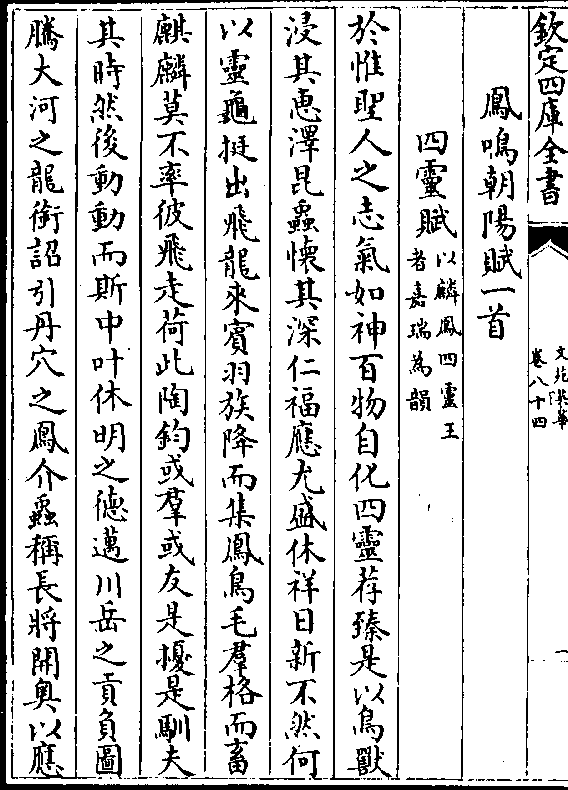 欽定四庫全書
文苑英華
卷八十四
一
鳳鳴朝陽賦一首
四靈賦
以麟鳳四靈王
者嘉瑞為韻
於惟聖人之志氣如神百物自化四靈荐臻是以鳥獸
浸其恵澤昆蟲懷其深仁福應尤盛休祥日新不然何
以靈龜挺出飛龍來賓羽族降而集鳳鳥毛羣格而畜
麒麟莫不率彼飛走荷此陶鈞或羣或友是擾是馴夫
其時然後動動而斯中叶休明之徳邁川岳之貢負圖
騰大河之龍銜詔引丹穴之鳳介蟲稱長將開奥以應